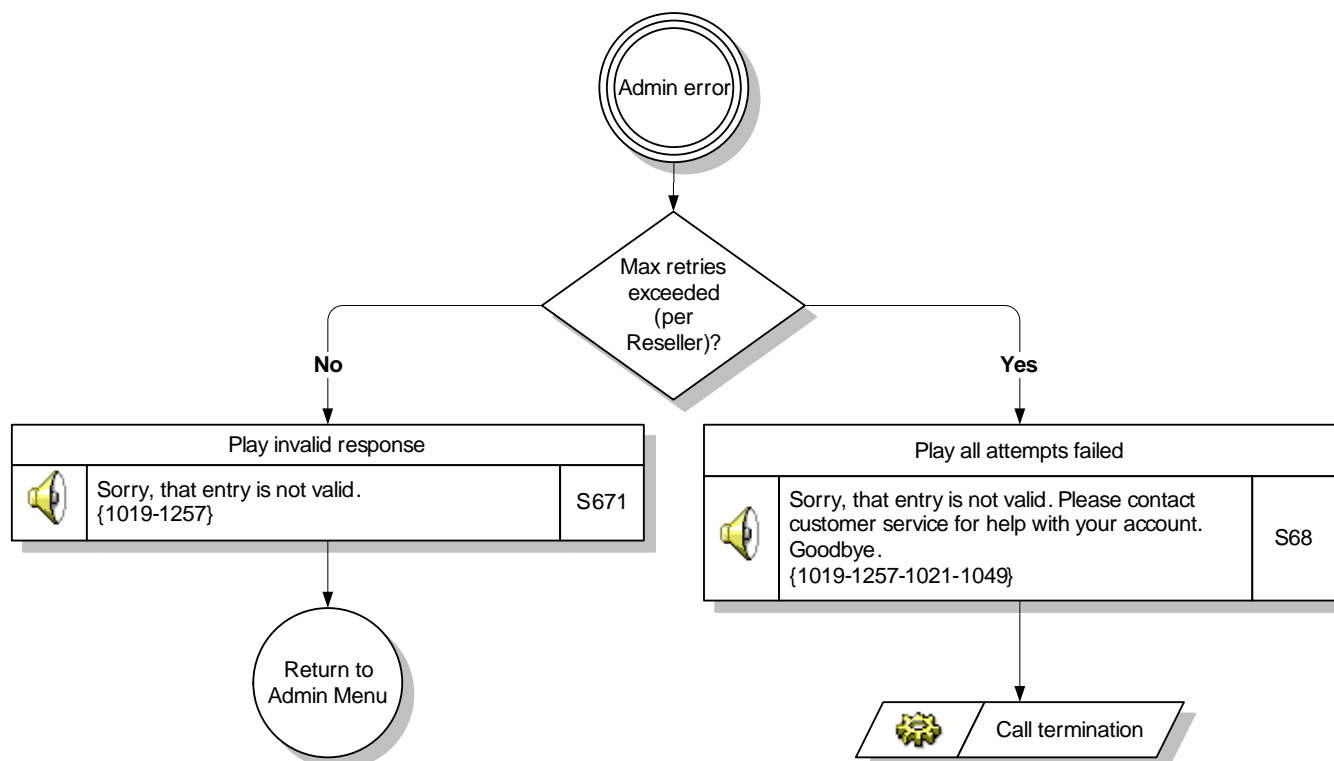 Admin error
Max retries
exceeded
(per
Reseller)?
No
Yes
Play invalid response
Sorry, that entry is not valid.
{1019-1257}
S671
Play all attempts failed
Sorry, that entry is not valid. Please contact
customer service for help with your account.
Goodbye.
{1019-1257-1021-1049}
S68
Return to
Admin Menu
Call termination